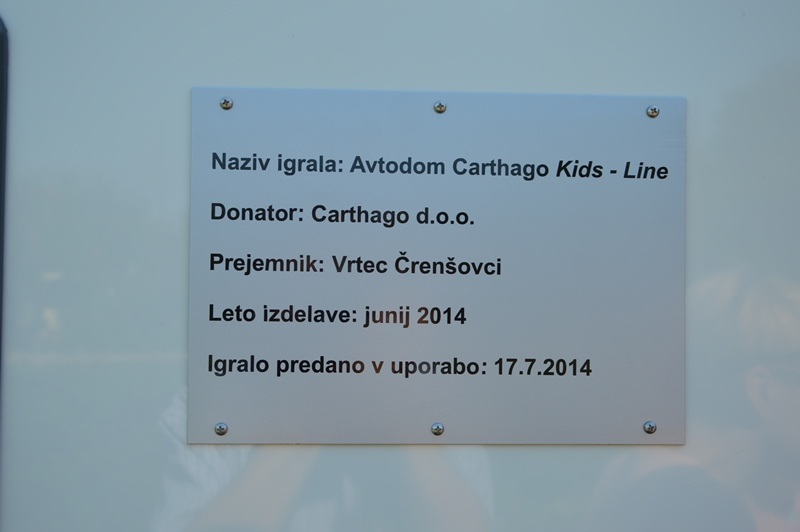 Naziv igrala: Avtodom Carthago Kids - Line
Donator: Carthago d.o.o.
Prejemnik: Vrtec Črenšovci
Leto izdelave: junij 2014
Igralo predano v uporabo: 17.7.2014